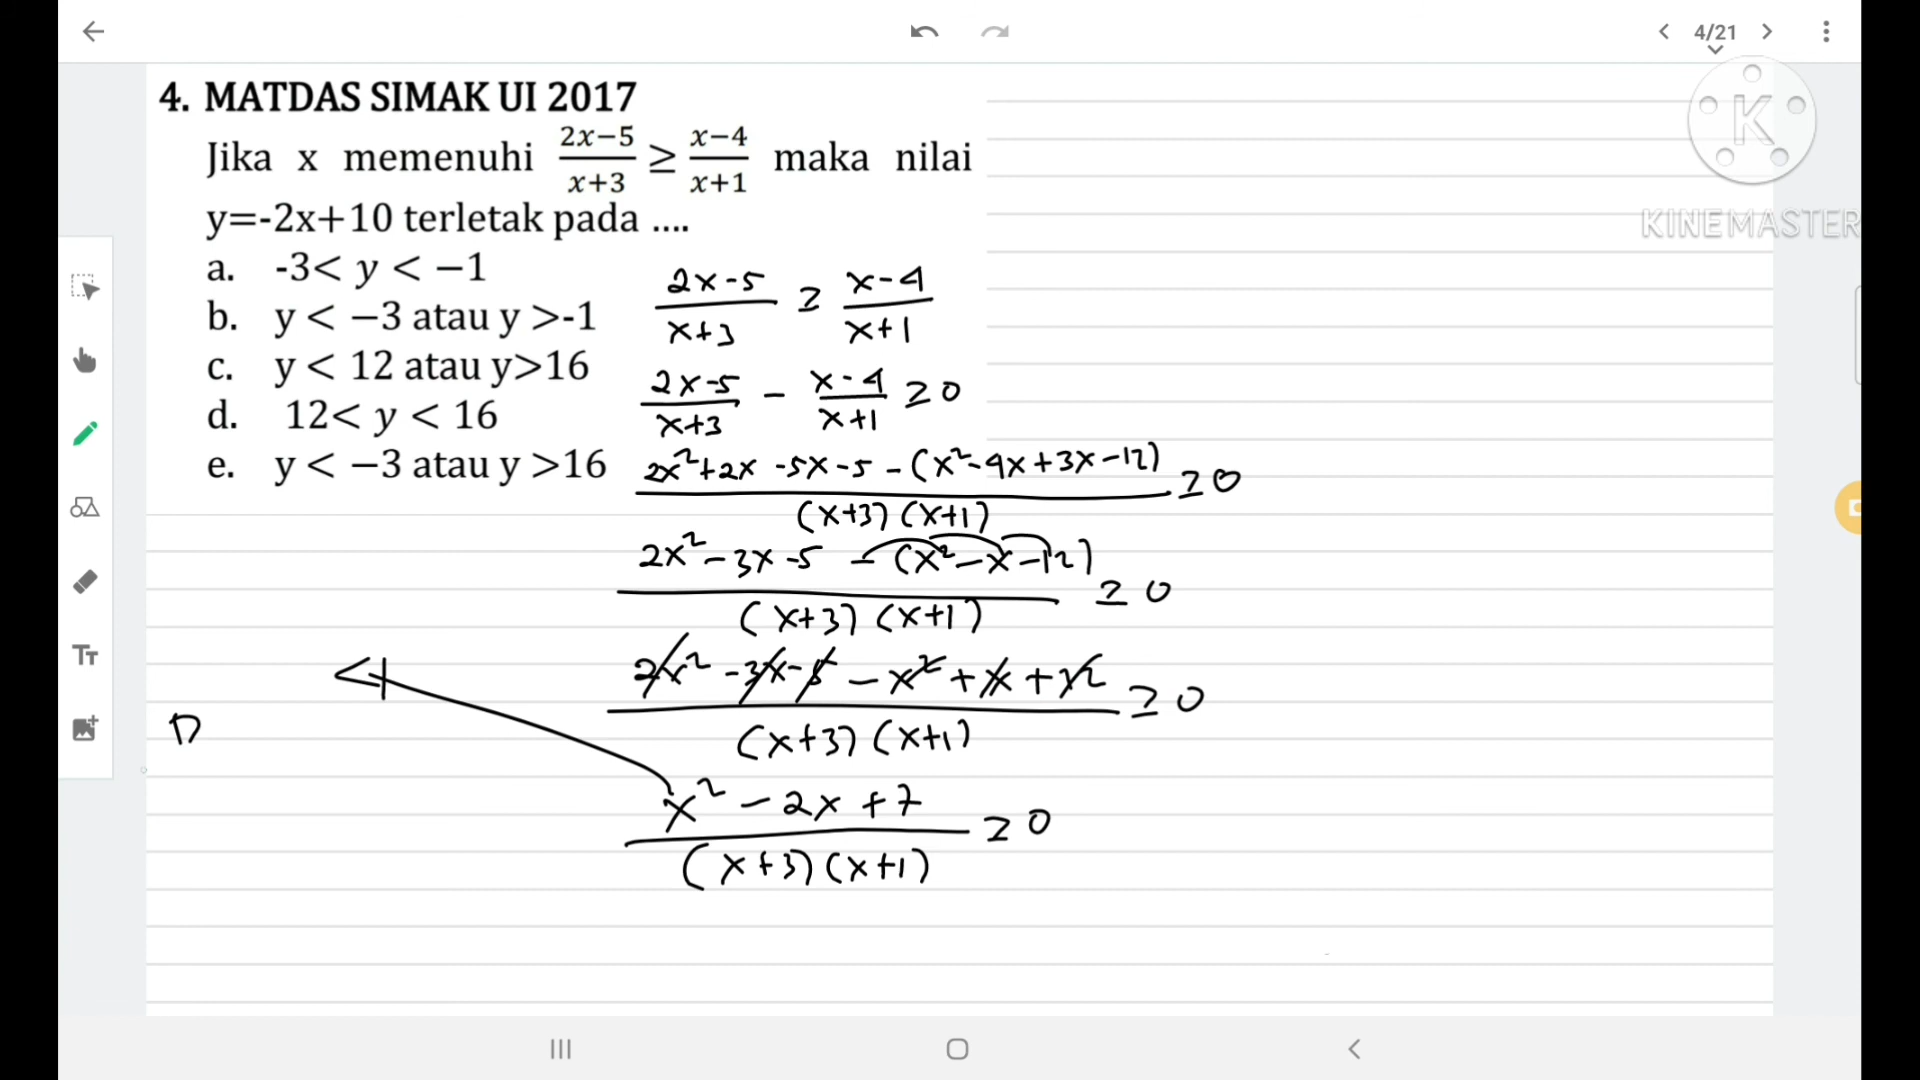 4/21
4. MATDAS SIMAK UI 2017
Jika x memenuhi (2x−5)/(x+3) ≥ (x−4)/(x+1) maka nilai
y=-2x+10 terletak pada ....
a. -3< y < −1
b. y < −3 atau y >-1
c. y < 12 atau y>16
d. 12< y < 16
e. y < −3 atau y >16
(2x-5)/(x+3) ≥ (x-4)/(x+1)
(2x-5)/(x+3) - (x-4)/(x+1) ≥ 0
(2x²+2x-5x-5-(x²-4x+3x-12))/((x+3)(x+1)) ≥ 0
(2x²-3x-5-(x²-x-12))/((x+3)(x+1)) ≥ 0
(2x²-3x-5-x²+x+12)/((x+3)(x+1)) ≥ 0
D
(x²-2x+7)/((x+3)(x+1)) ≥ 0
K
KINEMASTER
Tт